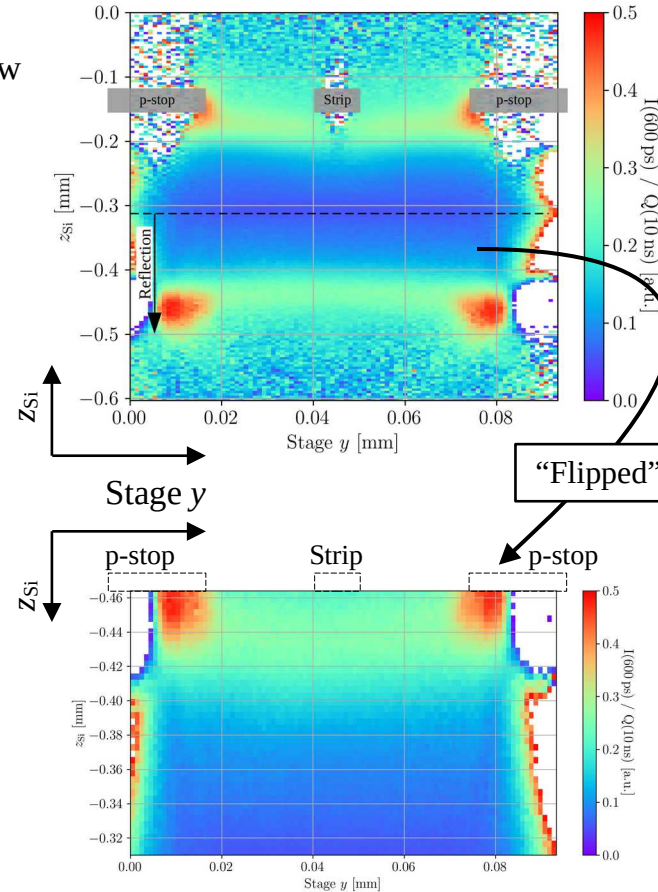 w
0.0
−0.1
−0.2
−0.3
−0.4
−0.5
−0.6
z_Si [mm]
p-stop
Strip
p-stop
Reflection
0.00
0.02
0.04
0.06
0.08
Stage y [mm]
0.5
0.4
0.3
0.2
0.1
0.0
I(600 ps) / Q(10 ns) [a.u.]
z_Si
Stage y
“Flipped”
z_Si
p-stop
Strip
p-stop
−0.46
−0.44
−0.42
−0.40
−0.38
−0.36
−0.34
−0.32
z_Si [mm]
0.00
0.02
0.04
0.06
0.08
Stage y [mm]
0.5
0.4
0.3
0.2
0.1
0.0
I(600 ps) / Q(10 ns) [a.u.]